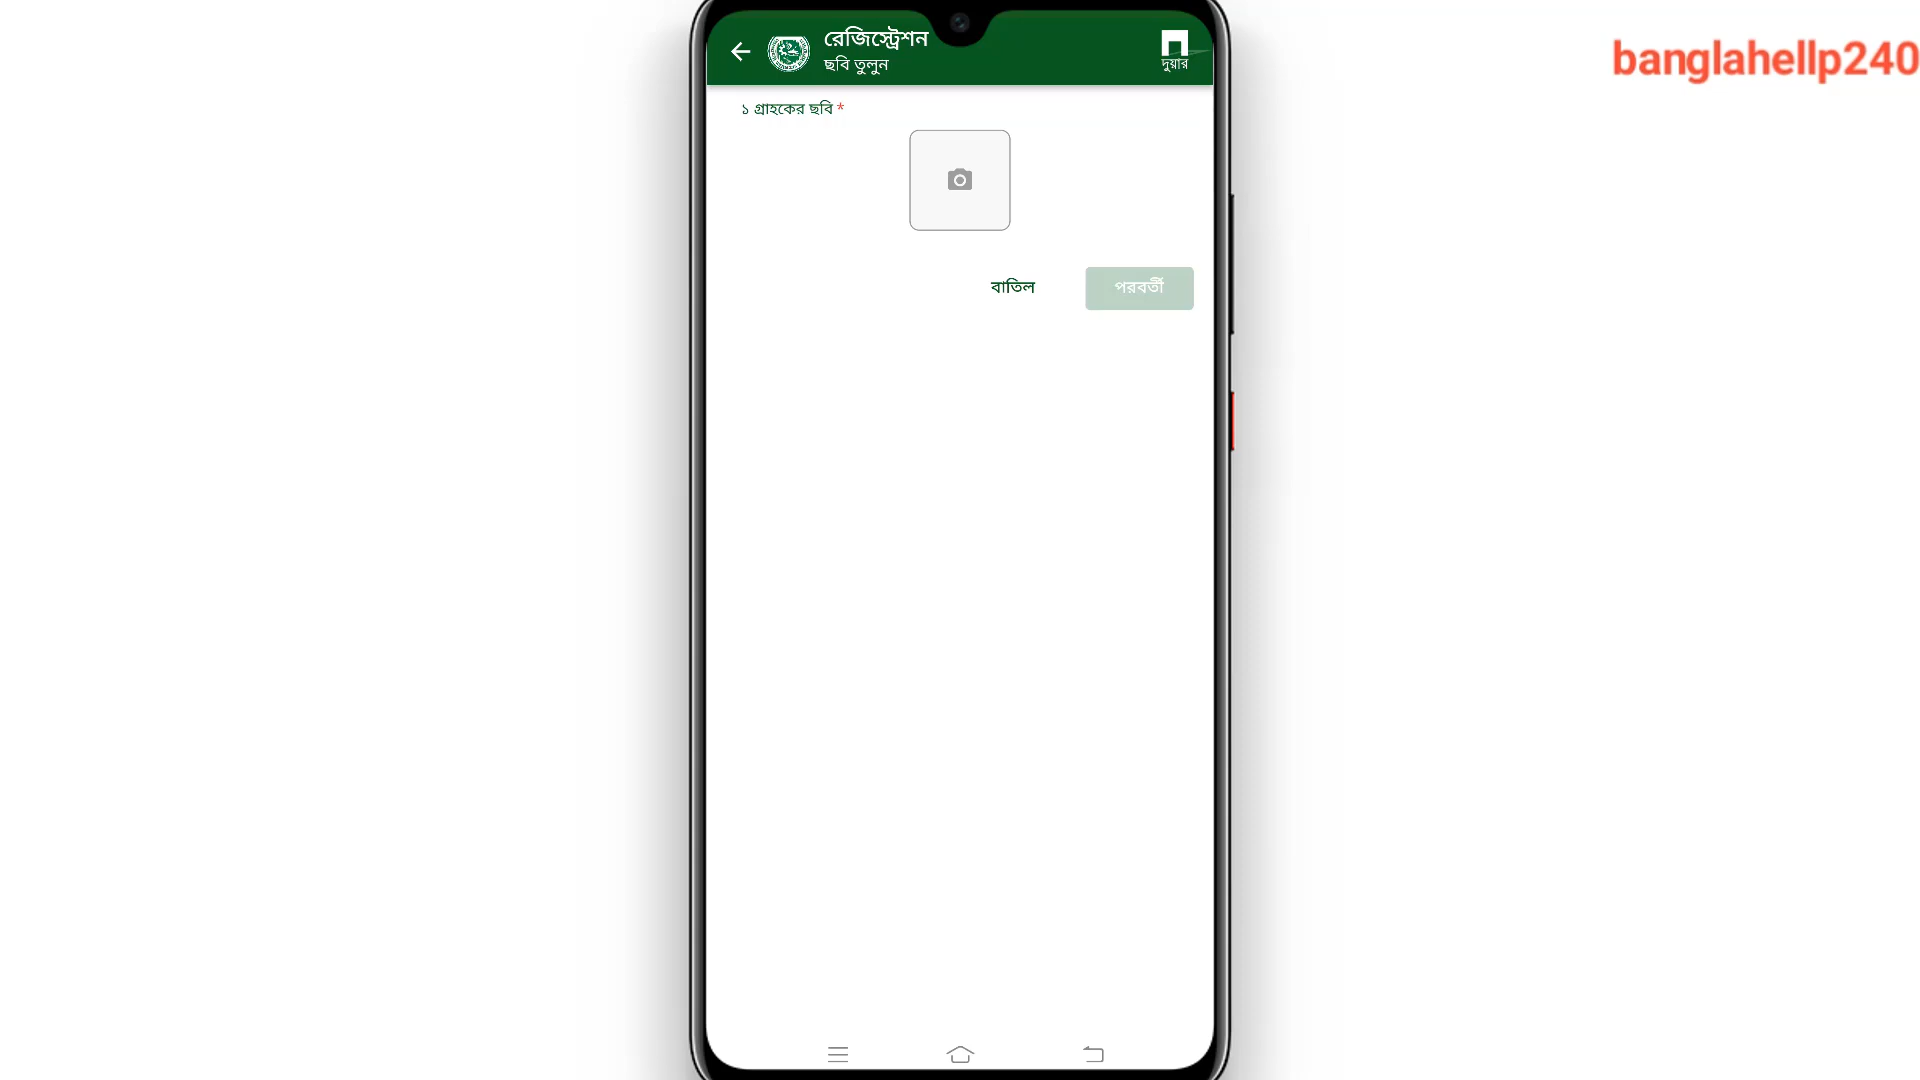 রেজিস্ট্রেশন
ছবি তুলুন
দুয়ার
banglahellp240
১ গ্রাহকের ছবি *
বাতিল
পরবর্তী